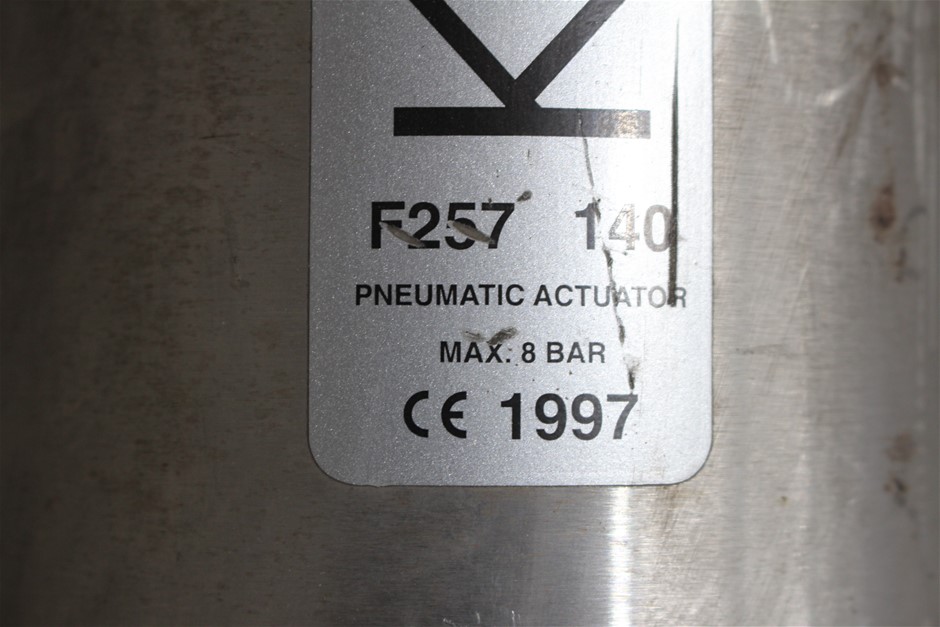 K
F257 140
PNEUMATIC ACTUATOR
MAX. 8 BAR
CE 1997